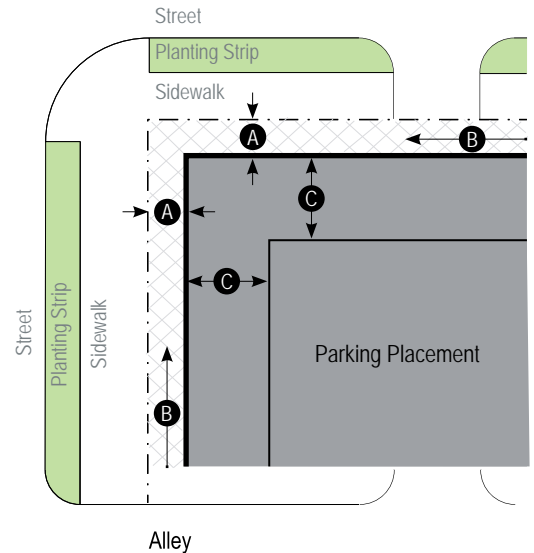 Street
Planting Strip
Sidewalk
A
B
A
C
C
Street
Planting Strip
Sidewalk
Parking Placement
B
Alley